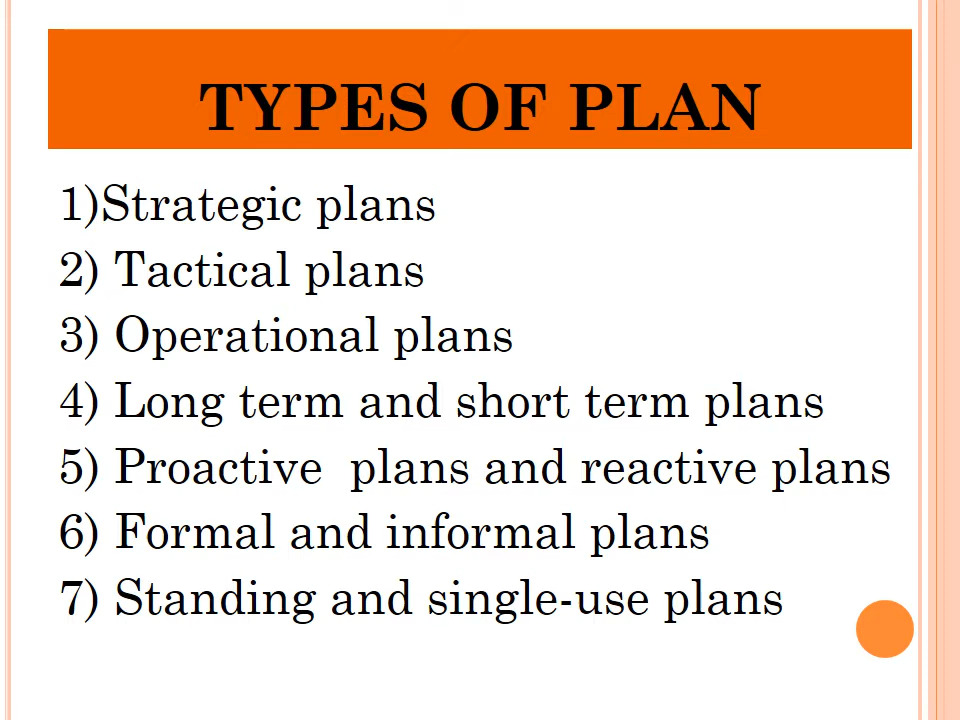 TYPES OF PLAN
1)Strategic plans
2) Tactical plans
3) Operational plans
4) Long term and short term plans
5) Proactive  plans and reactive plans
6) Formal and informal plans
7) Standing and single-use plans